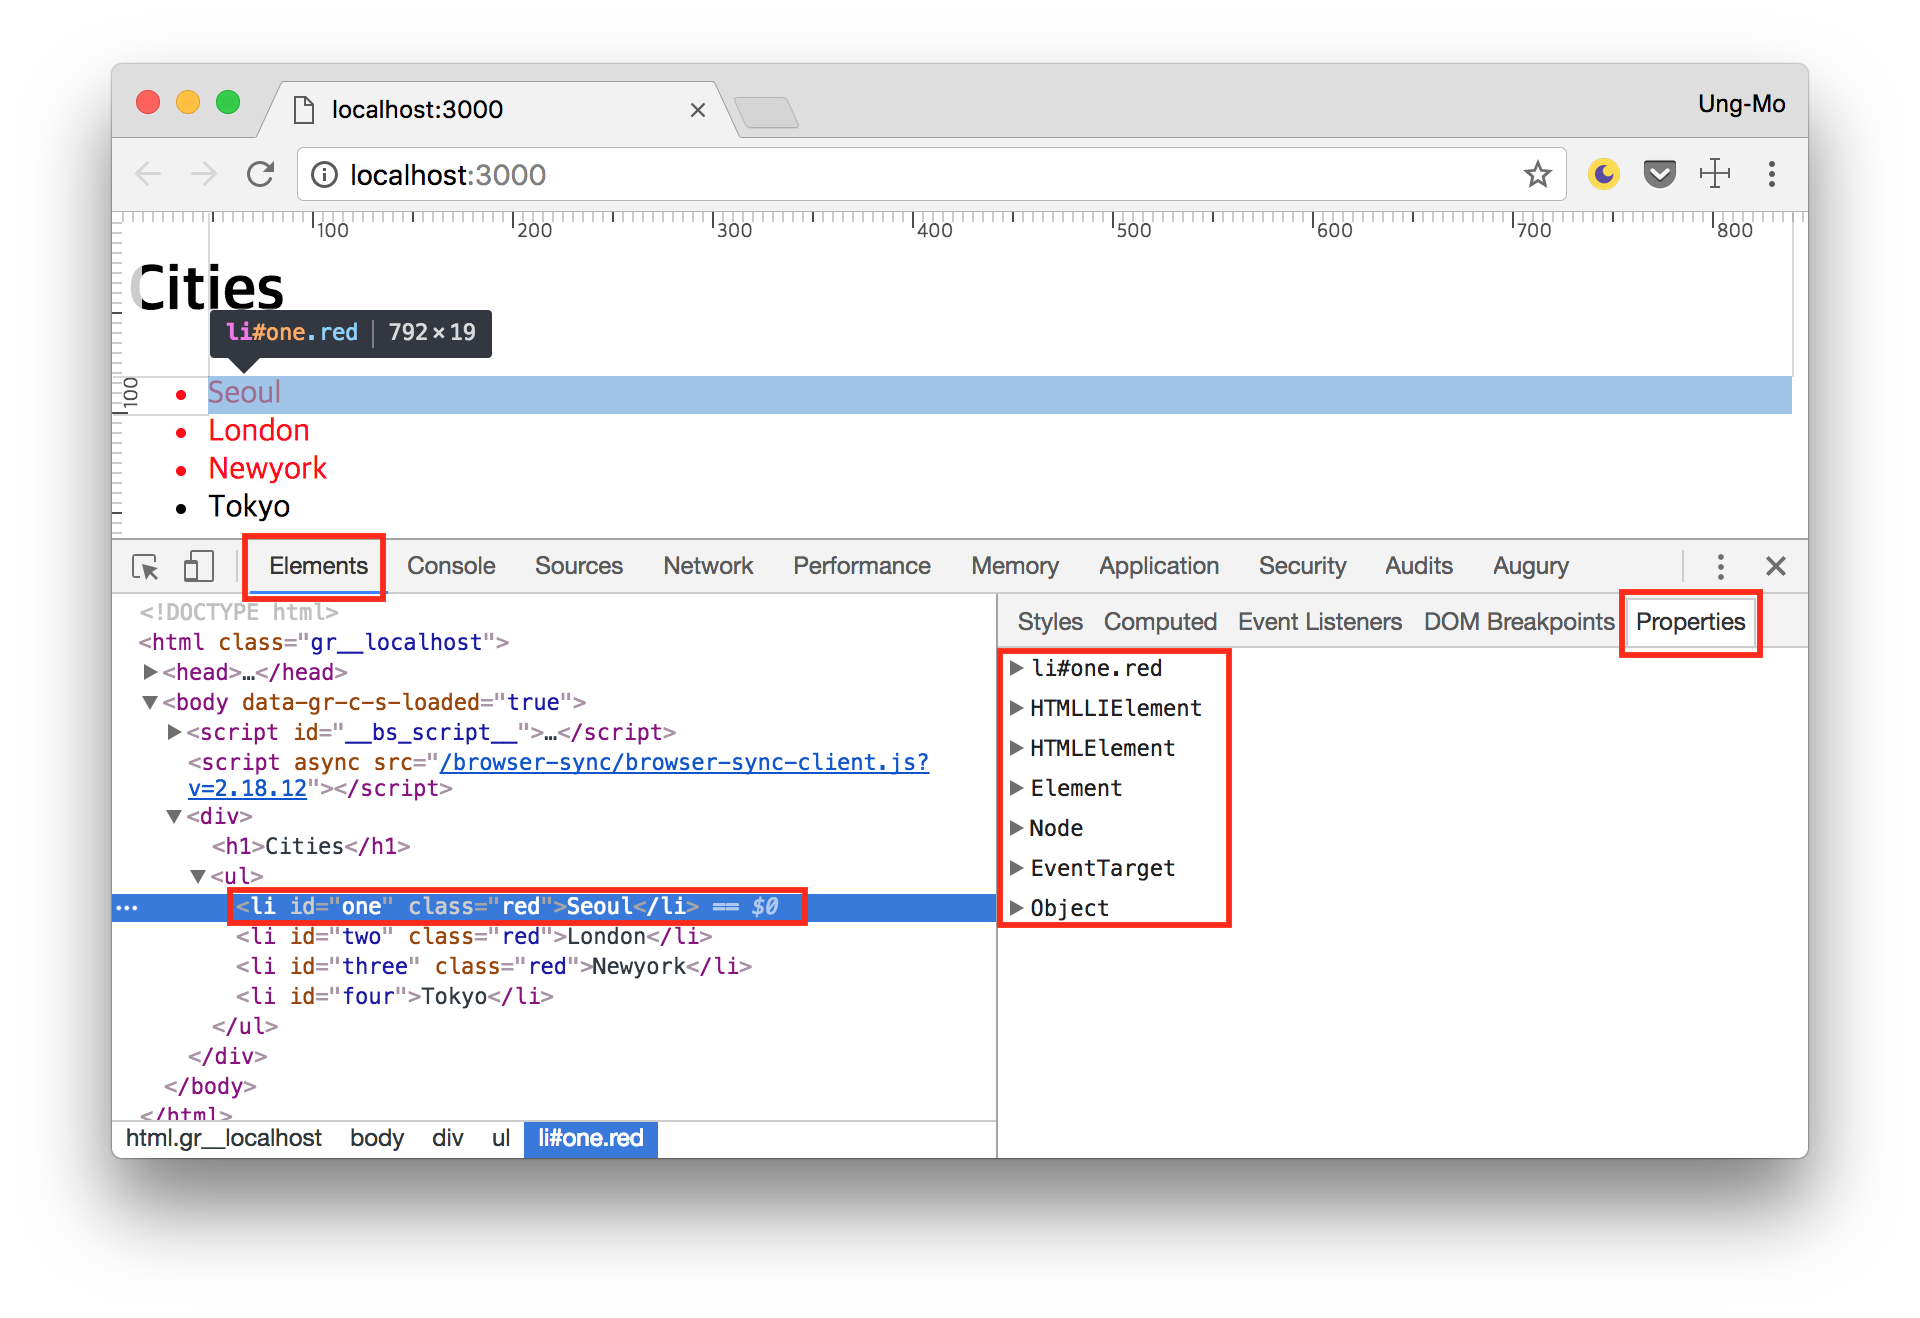 localhost:3000
Ung-Mo
localhost:3000
100 200 300 400 500 600 700 800
Cities
li#one.red 792 × 19
100
Seoul
London
Newyork
Tokyo
Elements Console Sources Network Performance Memory Application Security Audits Augury
<!DOCTYPE html>
<html class="gr__localhost">
<head>…</head>
<body data-gr-c-s-loaded="true">
<script id="__bs_script__">…</script>
<script async src="/browser-sync/browser-sync-client.js?
v=2.18.12"></script>
<div>
<h1>Cities</h1>
<ul>
<li id="one" class="red">Seoul</li> == $0
<li id="two" class="red">London</li>
<li id="three" class="red">Newyork</li>
<li id="four">Tokyo</li>
</ul>
</div>
</body>
</html>
html.gr__localhost body div ul li#one.red
Styles Computed Event Listeners DOM Breakpoints Properties
li#one.red
HTMLLIElement
HTMLElement
Element
Node
EventTarget
Object